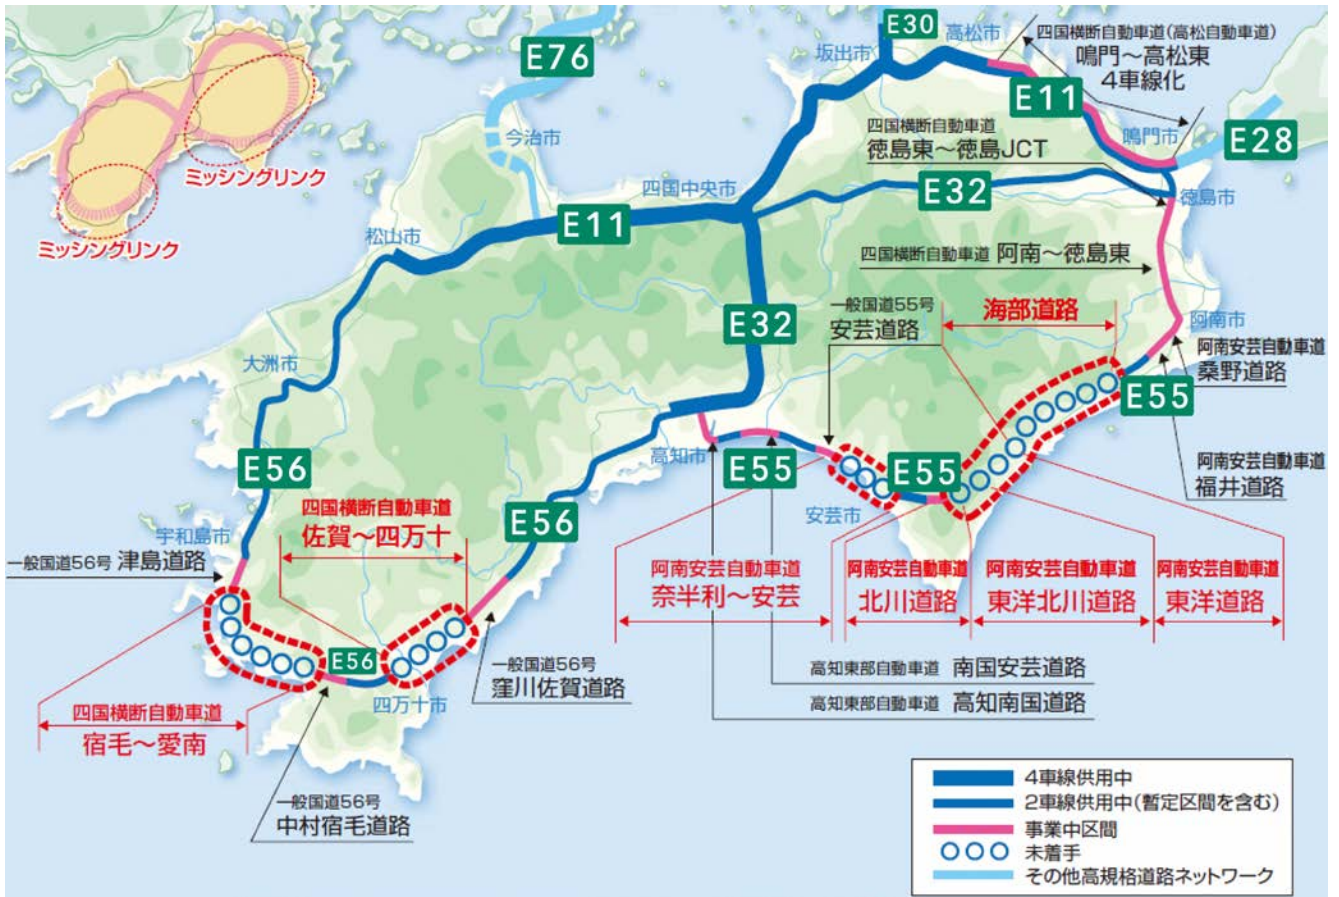 E30
高松市
坂出市
四国横断自動車道(高松自動車道)
鳴門〜高松東
4車線化
E76
E11
今治市
四国横断自動車道
徳島東〜徳島JCT
鳴門市
E28
ミッシングリンク
ミッシングリンク
四国中央市
E32
徳島市
松山市
E11
四国横断自動車道 阿南〜徳島東
E32
一般国道55号
安芸道路
海部道路
阿南市
大洲市
阿南安芸自動車道
桑野道路
E55
高知市
E55
E55
E56
阿南安芸自動車道
福井道路
四国横断自動車道
佐賀〜四万十
E56
安芸市
宇和島市
一般国道56号 津島道路
阿南安芸自動車道
奈半利〜安芸
阿南安芸自動車道
北川道路
阿南安芸自動車道
東洋北川道路
阿南安芸自動車道
東洋道路
E56
一般国道56号
窪川佐賀道路
高知東部自動車道 南国安芸道路
四万十市
高知東部自動車道 高知南国道路
四国横断自動車道
宿毛〜愛南
一般国道56号
中村宿毛道路
4車線供用中
2車線供用中(暫定区間を含む)
事業中区間
未着手
その他高規格道路ネットワーク